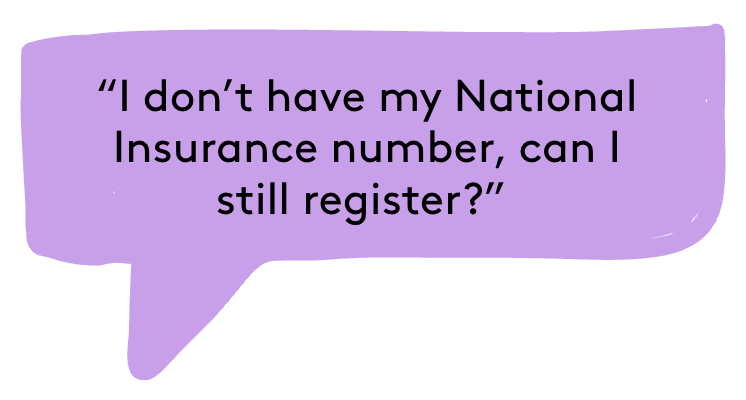 “I don’t have my National
Insurance number, can I
still register?”